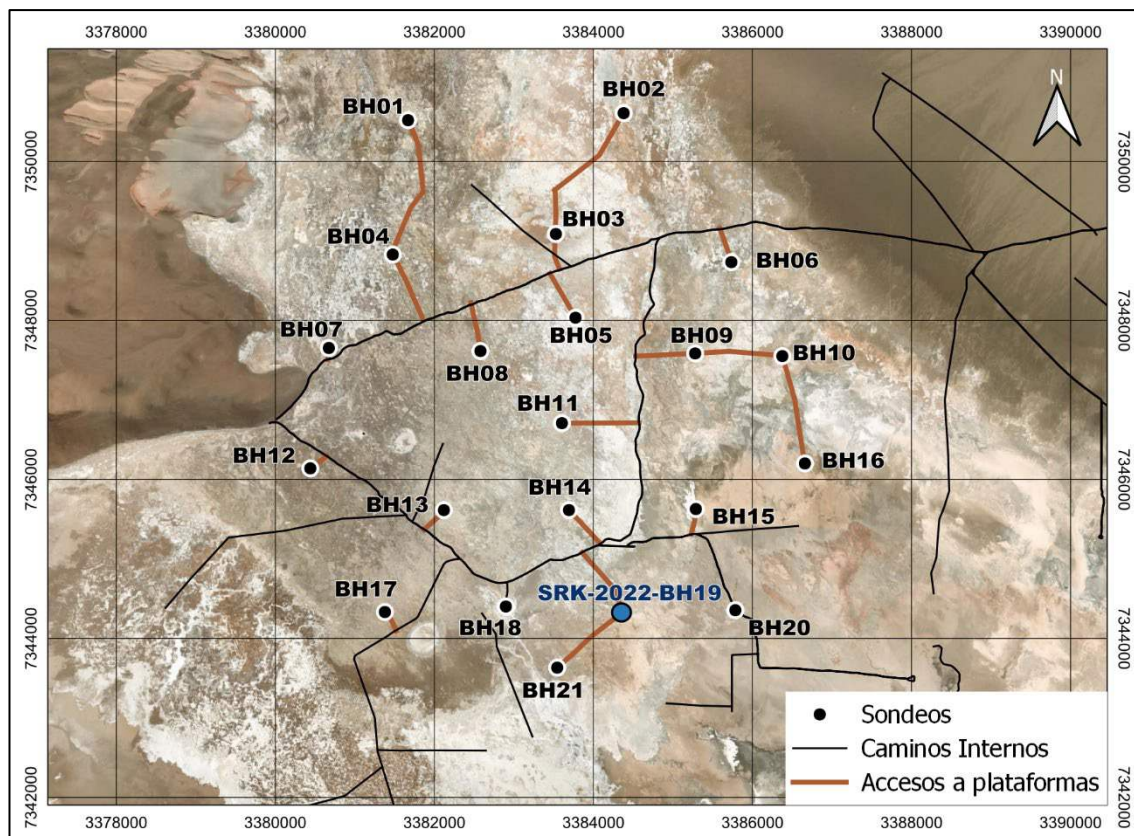 3378000 3380000 3382000 3384000 3386000 3388000 3390000
N
BH02
BH01
7350000 7350000
BH03
BH04
BH06
7348000 7348000
BH07
BH05
BH09
BH10
BH08
BH11
BH12
BH16
7346000 7346000
BH14
BH13
BH15
SRK-2022-BH19
BH17
BH18
BH20
7344000 7344000
BH21
Sondeos
Caminos Internos
Accesos a plataformas
7342000 7342000
3378000 3380000 3382000 3384000 3386000 3388000 3390000